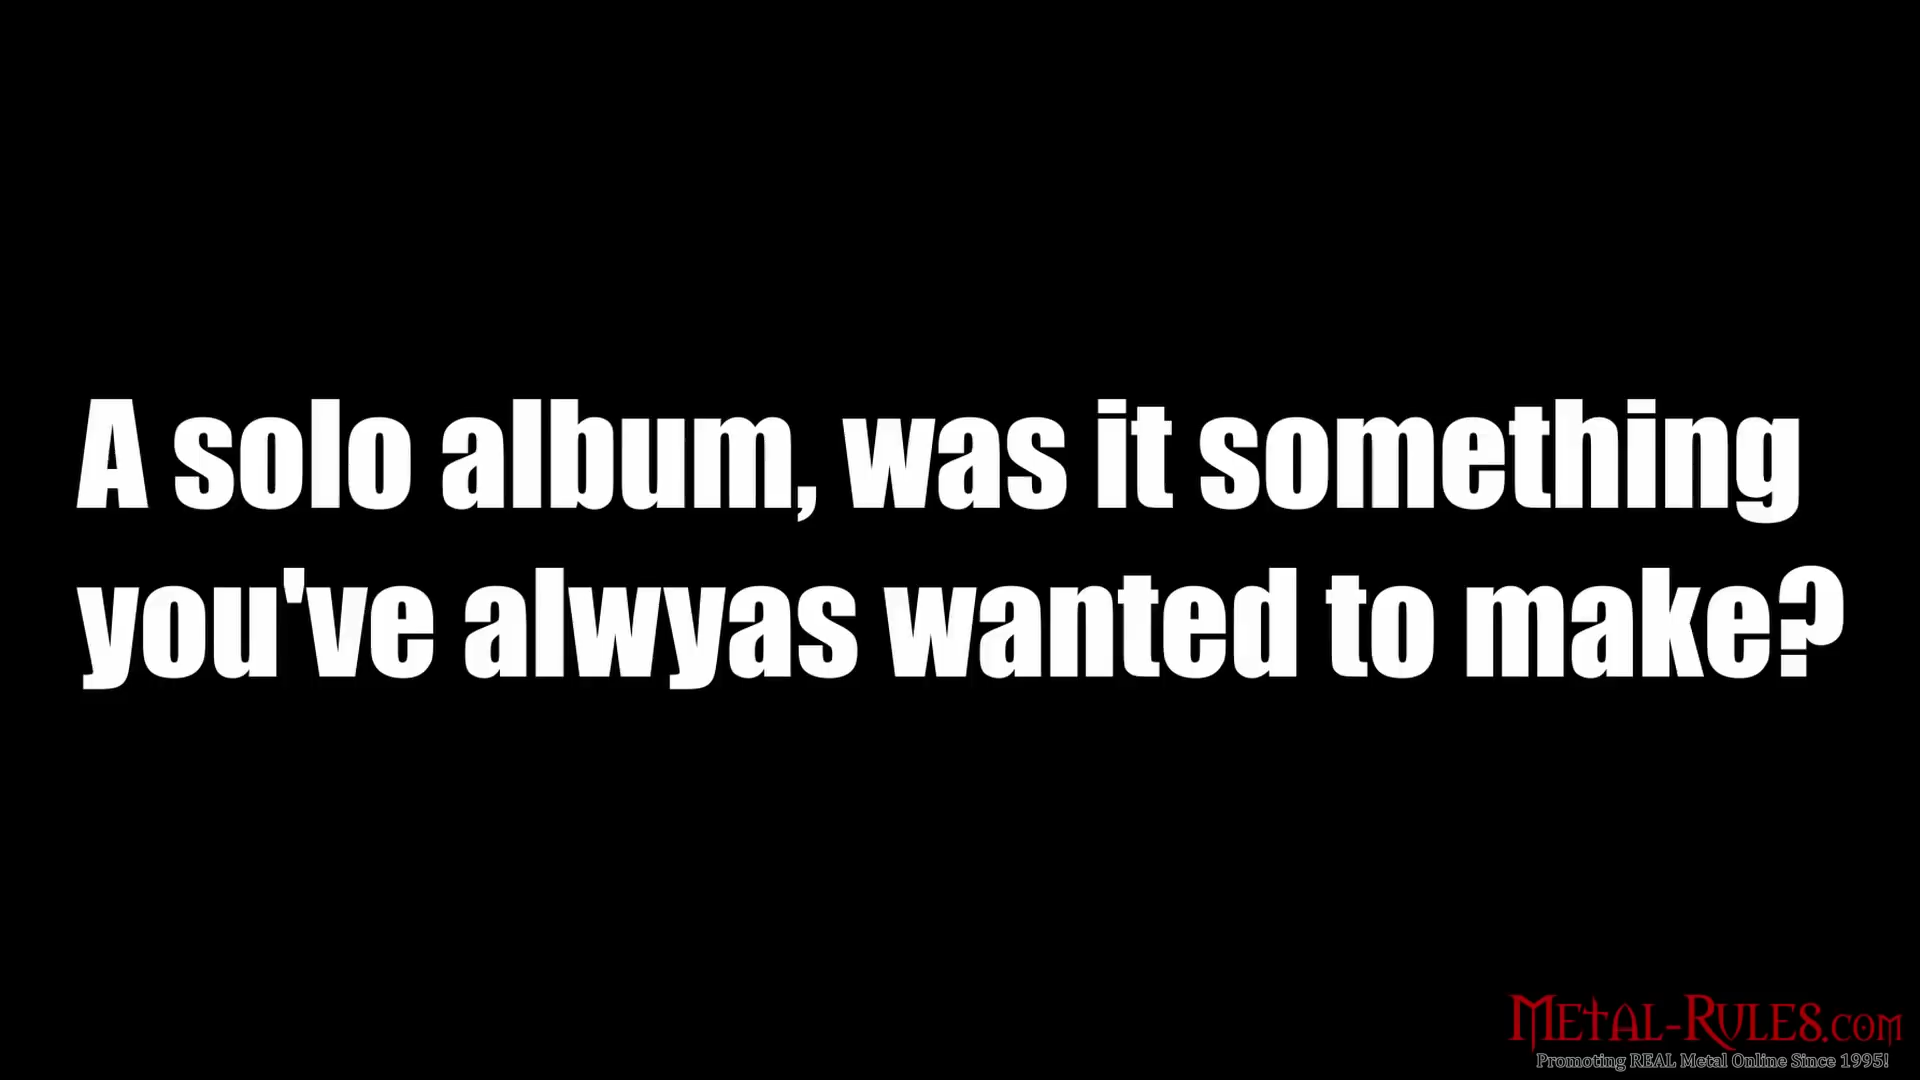 A solo album, was it something
you've alwyas wanted to make?
Metal-Rules.com
Promoting REAL Metal Online Since 1995!